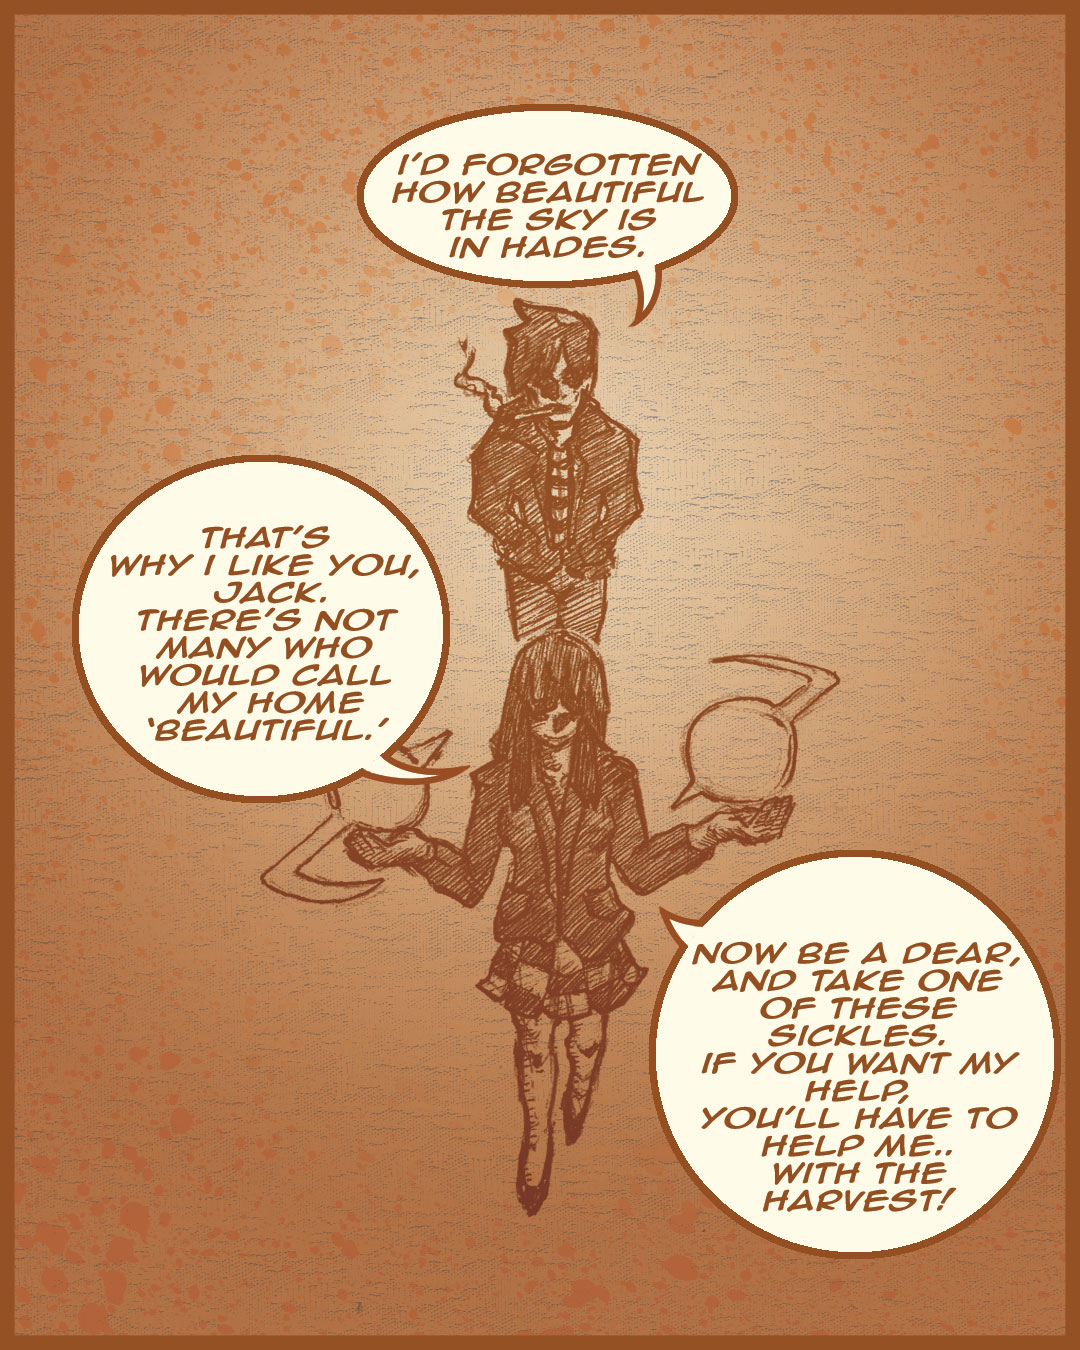 I'D FORGOTTEN
HOW BEAUTIFUL
THE SKY IS
IN HADES.
THAT'S
WHY I LIKE YOU,
JACK.
THERE'S NOT
MANY WHO
WOULD CALL
MY HOME
'BEAUTIFUL.'
NOW BE A DEAR,
AND TAKE ONE
OF THESE
SICKLES.
IF YOU WANT MY
HELP,
YOU'LL HAVE TO
HELP ME..
WITH THE
HARVEST!